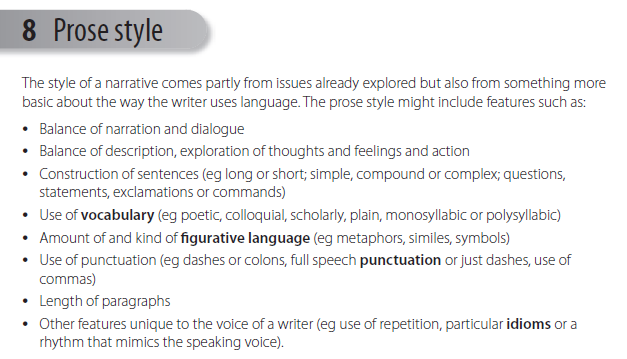 8 Prose style
The style of a narrative comes partly from issues already explored but also from something more
basic about the way the writer uses language. The prose style might include features such as:
• Balance of narration and dialogue
• Balance of description, exploration of thoughts and feelings and action
• Construction of sentences (eg long or short; simple, compound or complex; questions,
statements, exclamations or commands)
• Use of vocabulary (eg poetic, colloquial, scholarly, plain, monosyllabic or polysyllabic)
• Amount of and kind of figurative language (eg metaphors, similes, symbols)
• Use of punctuation (eg dashes or colons, full speech punctuation or just dashes, use of
commas)
• Length of paragraphs
• Other features unique to the voice of a writer (eg use of repetition, particular idioms or a
rhythm that mimics the speaking voice).